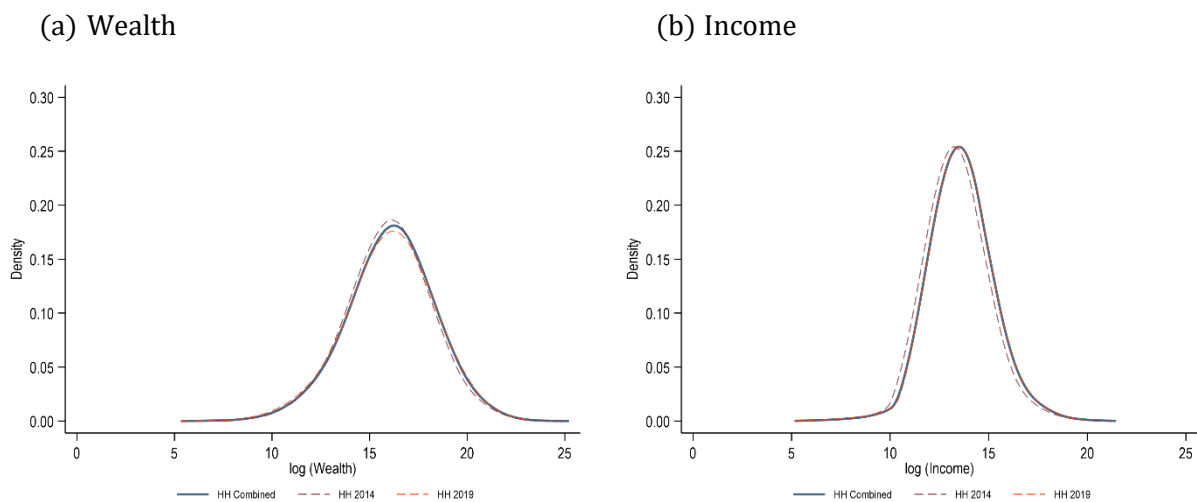 (a) Wealth
0.30
0.25
0.20
0.15
0.10
0.05
0.00
Density
0 5 10 15 20 25
log (Wealth)
HH Combined HH 2014 HH 2019
(b) Income
0.30
0.25
0.20
0.15
0.10
0.05
0.00
Density
0 5 10 15 20 25
log (Income)
HH Combined HH 2014 HH 2019